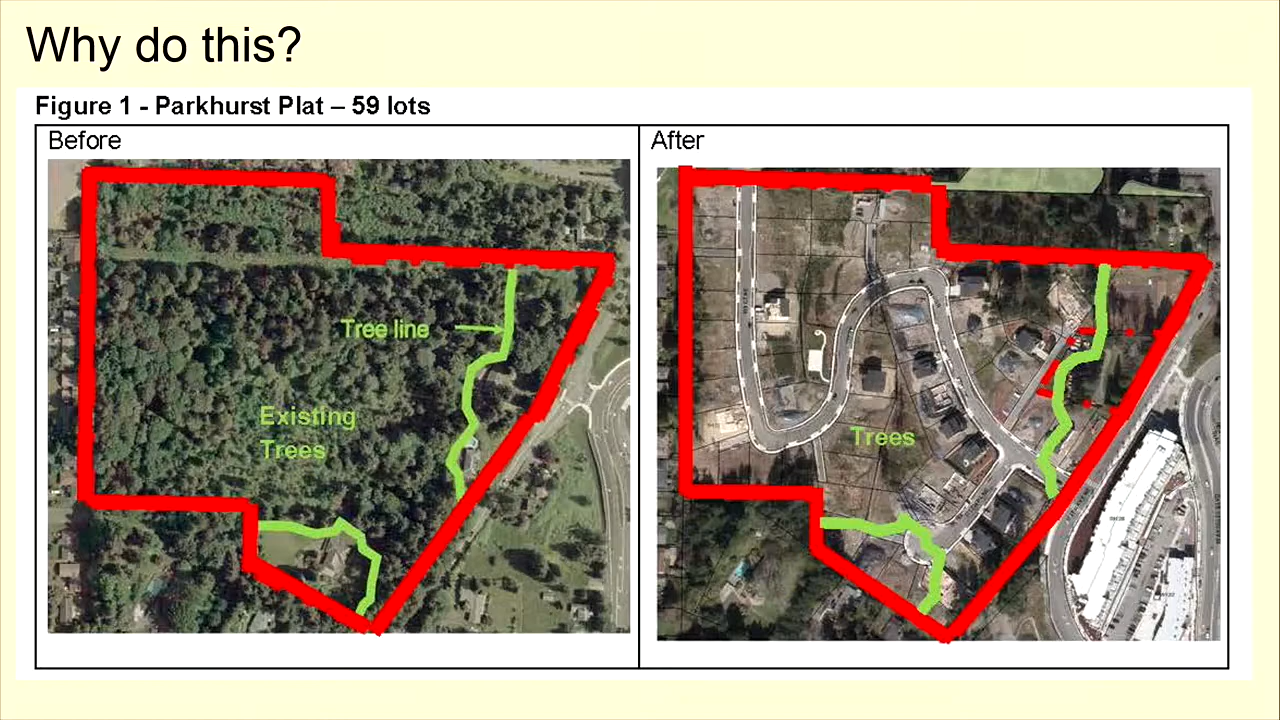 Why do this?
Figure 1 - Parkhurst Plat – 59 lots
Before
After
Tree line
Existing
Trees
Trees